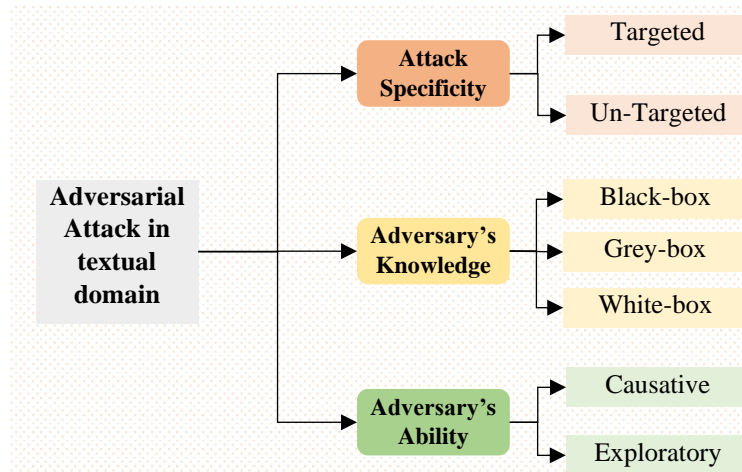 Adversarial
Attack in
textual
domain
Attack
Specificity
Targeted
Un-Targeted
Adversary's
Knowledge
Black-box
Grey-box
White-box
Adversary's
Ability
Causative
Exploratory